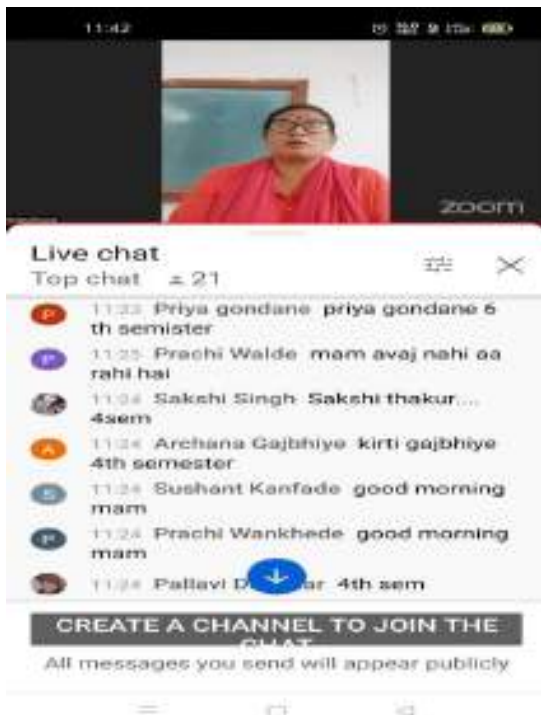 11:42
zoom
Live chat
Top chat 21
11:23 Priya gondane priya gondane 6
th semister
11:25 Prachi Walde mam avaj nahi aa
rahi hai
11:24 Sakshi Singh Sakshi thakur....
4sem
11:24 Archana Gajbhiye kirti gajbhiye
4th semester
11:24 Sushant Kanfade good morning
mam
11:24 Prachi Wankhede good morning
mam
11:24 Pallavi 4th sem
CREATE A CHANNEL TO JOIN THE
CHAT
All messages you send will appear publicly